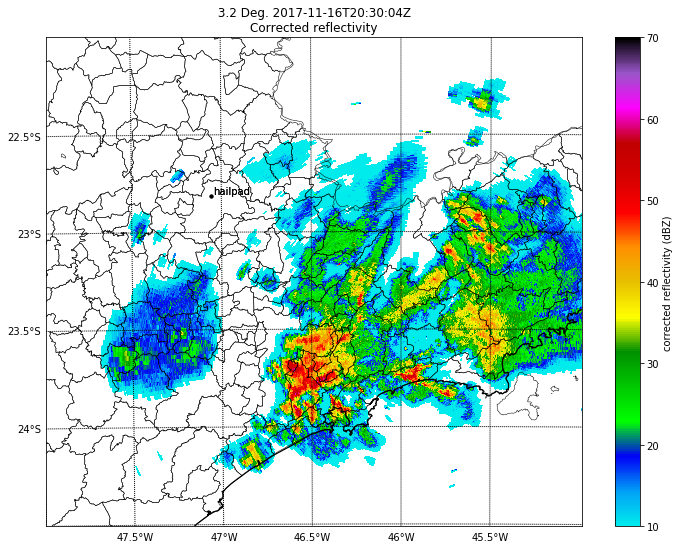 3.2 Deg. 2017-11-16T20:30:04Z
Corrected reflectivity
70
60
50
40
30
20
10
corrected reflectivity (dBZ)
22.5°S
hailpad
23°S
23.5°S
24°S
47.5°W 47°W 46.5°W 46°W 45.5°W